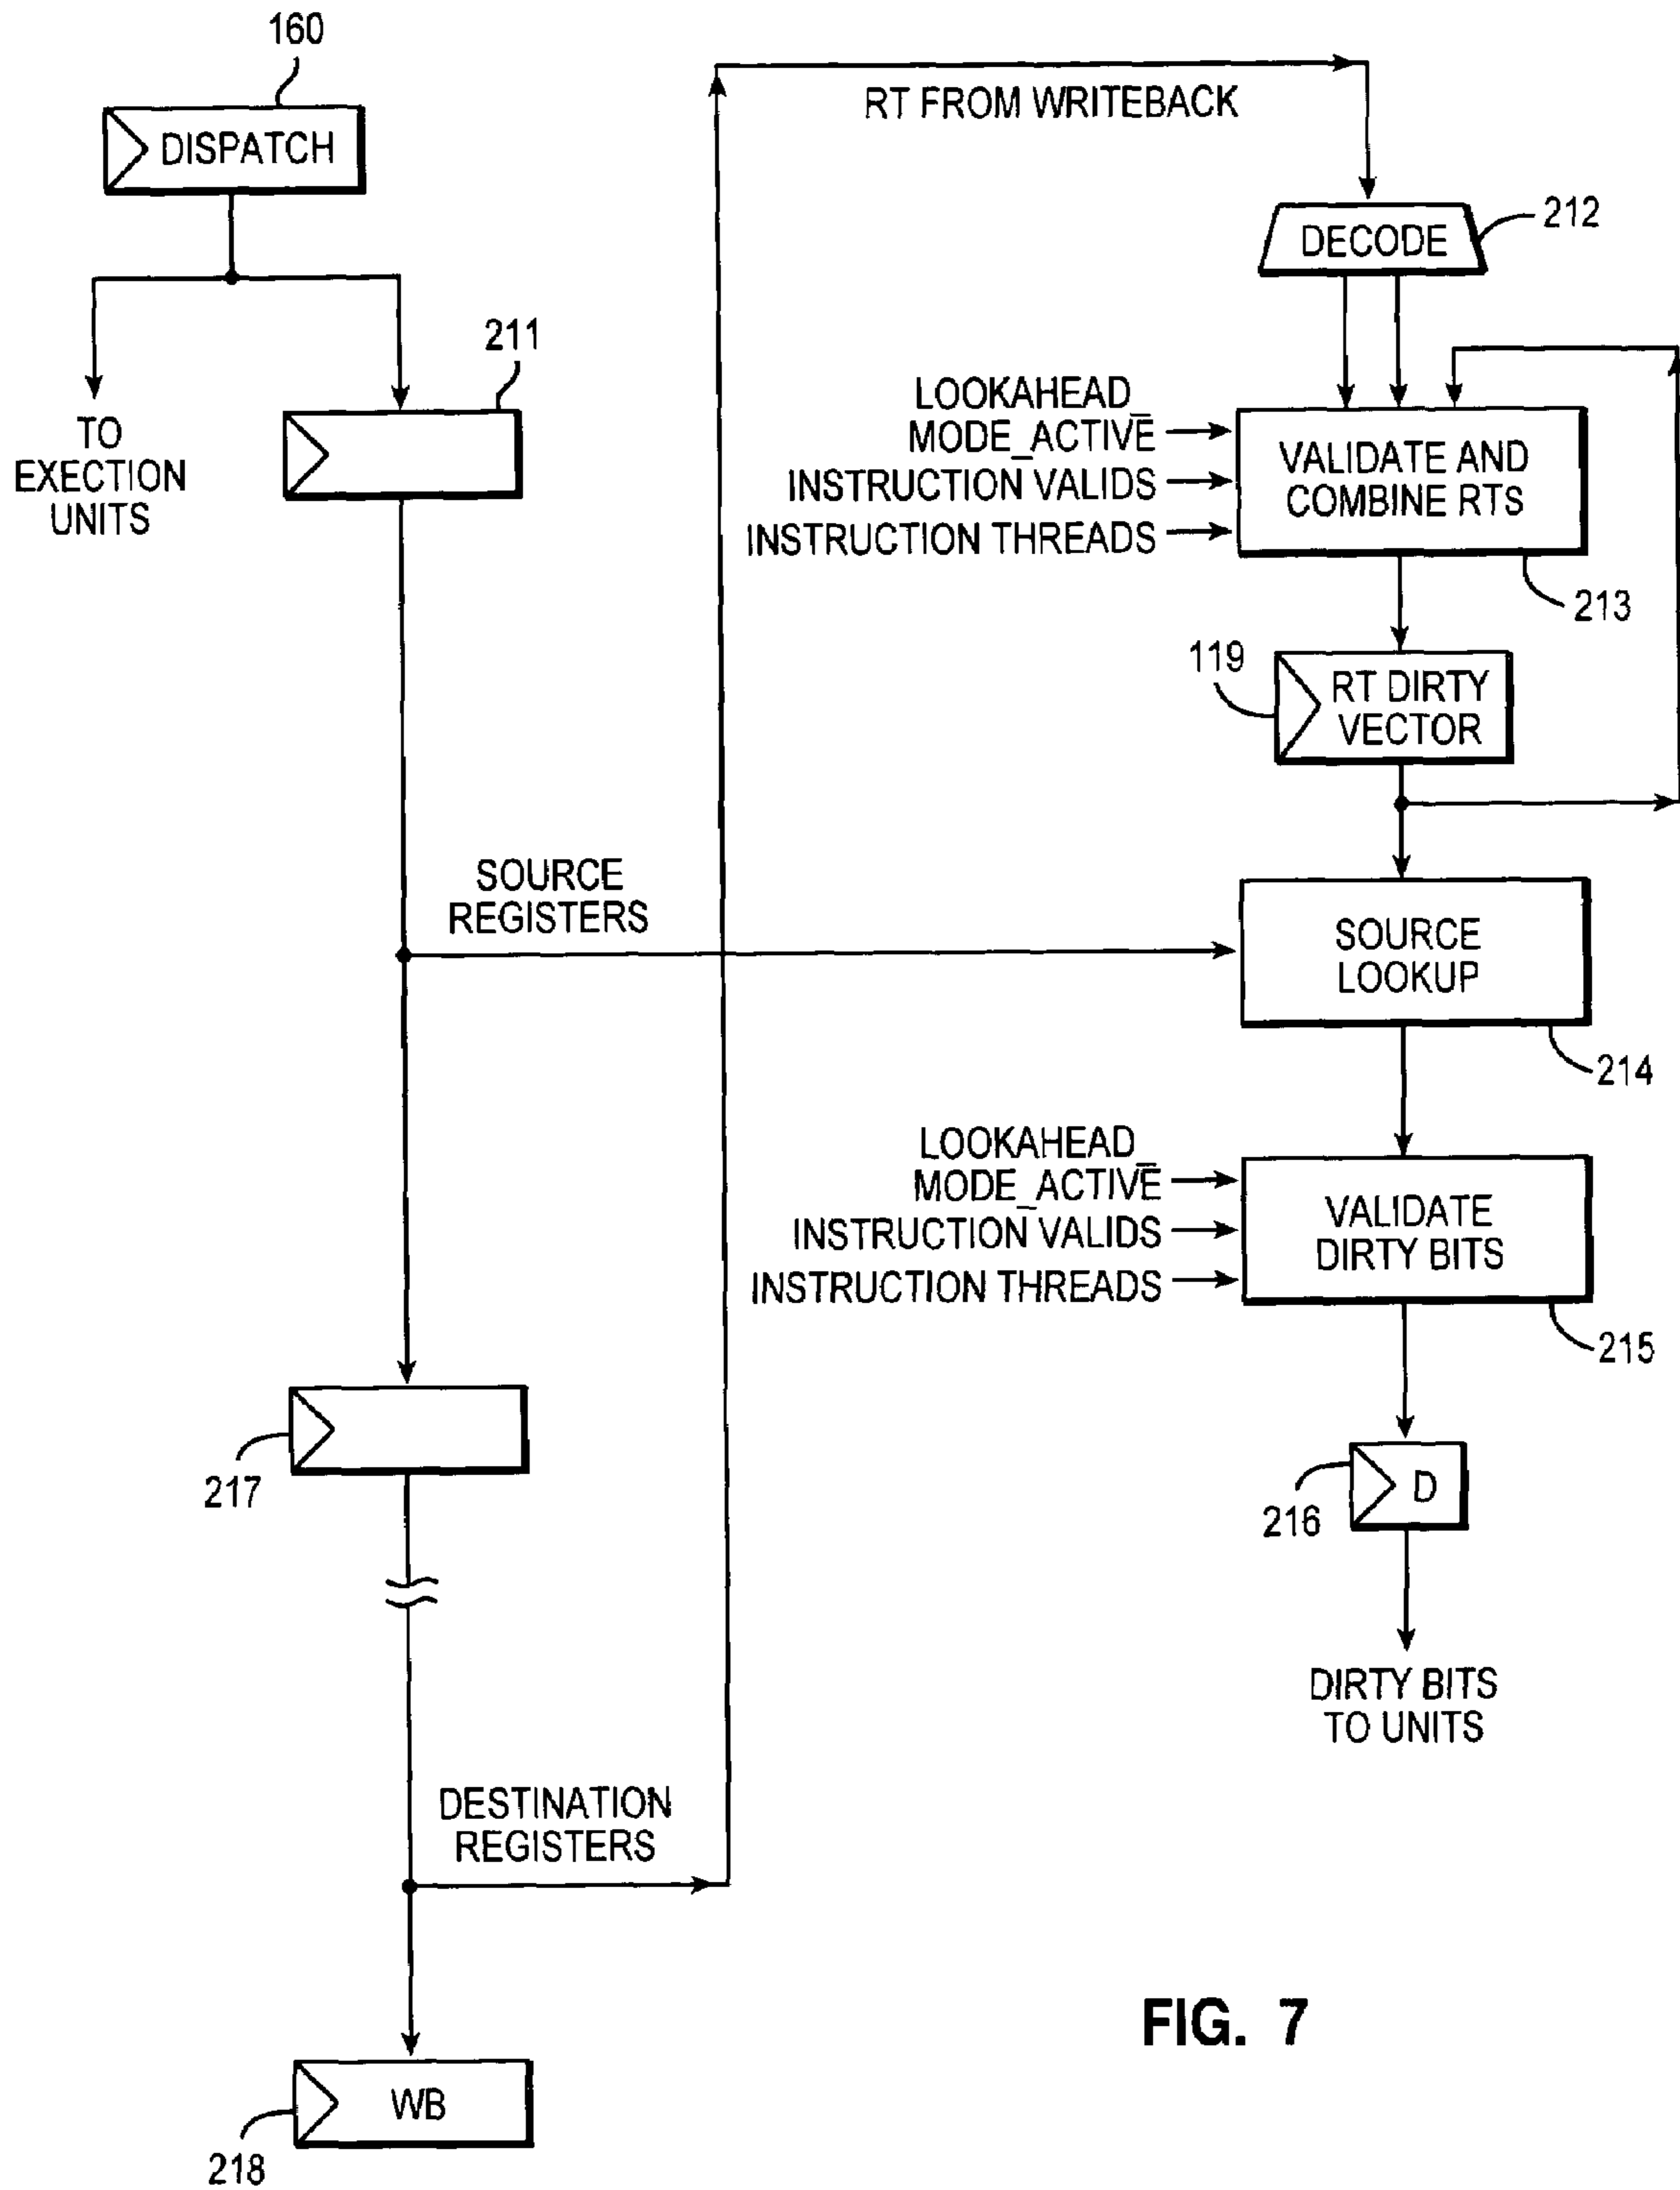 160
DISPATCH
RT FROM WRITEBACK
212
DECODE
211
TO
EXECTION
UNITS
LOOKAHEAD_
MODE_ACTIVE
INSTRUCTION VALIDS
INSTRUCTION THREADS
VALIDATE AND
COMBINE RTS
213
119
RT DIRTY
VECTOR
SOURCE
REGISTERS
SOURCE
LOOKUP
214
LOOKAHEAD_
MODE_ACTIVE
INSTRUCTION VALIDS
INSTRUCTION THREADS
VALIDATE
DIRTY BITS
215
217
216
D
DIRTY BITS
TO UNITS
DESTINATION
REGISTERS
WB
218
FIG. 7